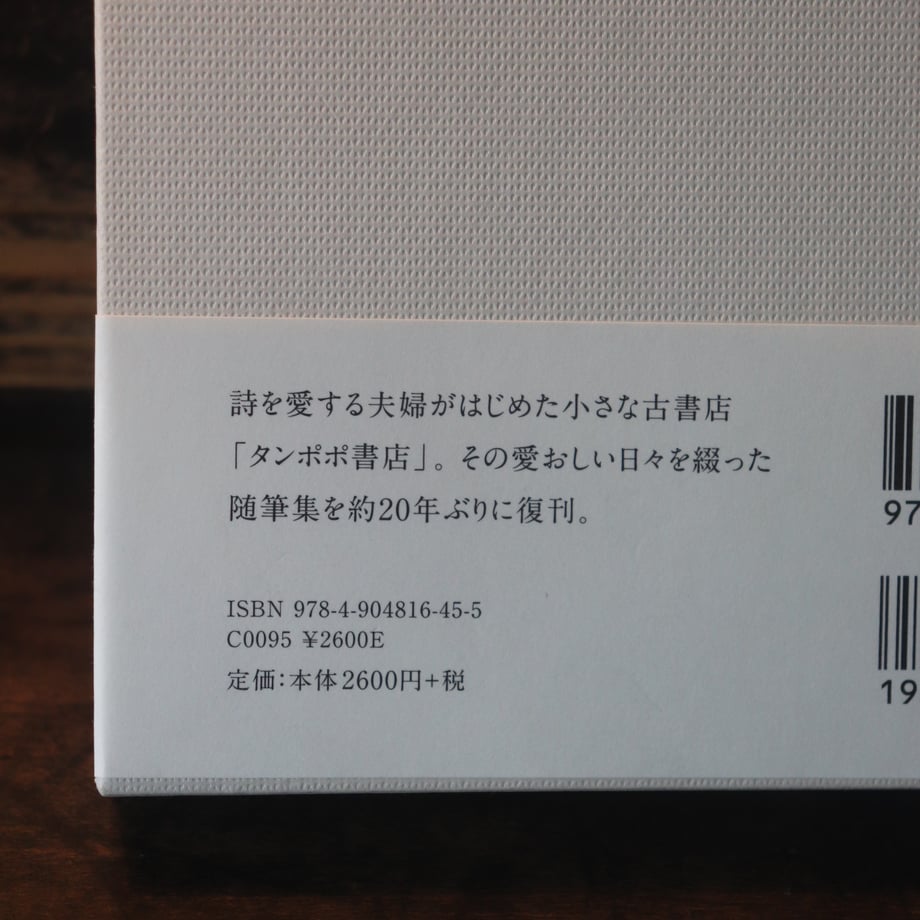 詩を愛する夫婦がはじめた小さな古書店
「タンポポ書店」。その愛おしい日々を綴った
随筆集を約20年ぶりに復刊。
97
ISBN 978-4-904816-45-5
C0095 ¥2600E
定価：本体2600円+税
19